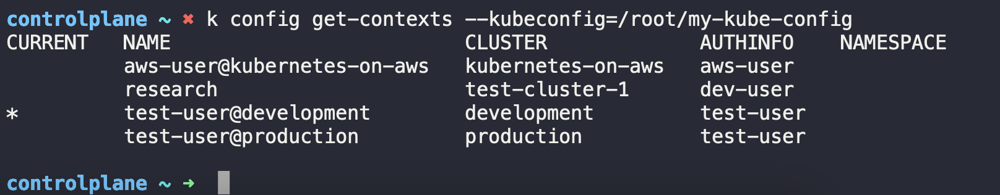 controlplane ~ ✖ k config get-contexts --kubeconfig=/root/my-kube-config
CURRENT   NAME                         CLUSTER             AUTHINFO    NAMESPACE
          aws-user@kubernetes-on-aws   kubernetes-on-aws   aws-user
          research                     test-cluster-1      dev-user
*         test-user@development        development         test-user
          test-user@production         production          test-user
controlplane ~ ➜